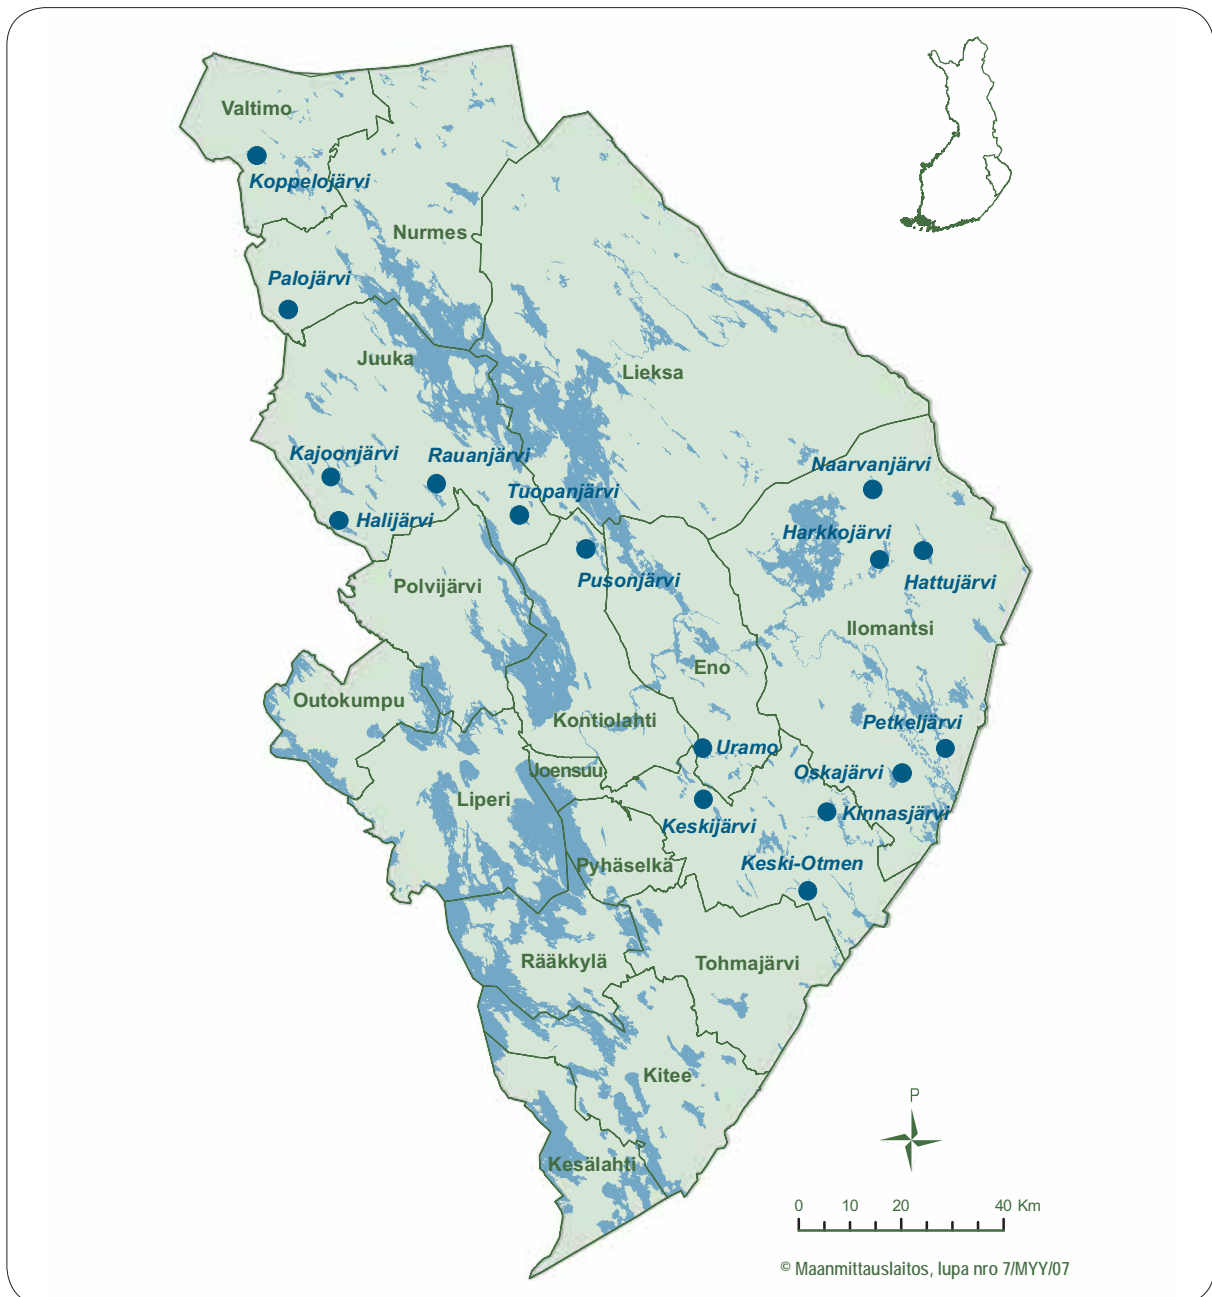 Valtimo
Koppelojärvi
Nurmes
Palojärvi
Juuka
Lieksa
Kajoonjärvi
Rauanjärvi
Naarvanjärvi
Tuopanjärvi
Halijärvi
Harkkojärvi
Pusonjärvi
Hattujärvi
Polvijärvi
Ilomantsi
Eno
Outokumpu
Kontiolahti
Petkeljärvi
Uramo
Joensuu
Oskajärvi
Liperi
Kinnasjärvi
Keskijärvi
Pyhäselkä
Keski-Otmen
Rääkkylä
Tohmajärvi
Kitee
P
Kesälahti
0 10 20 40 Km
© Maanmittauslaitos, lupa nro 7/MYY/07